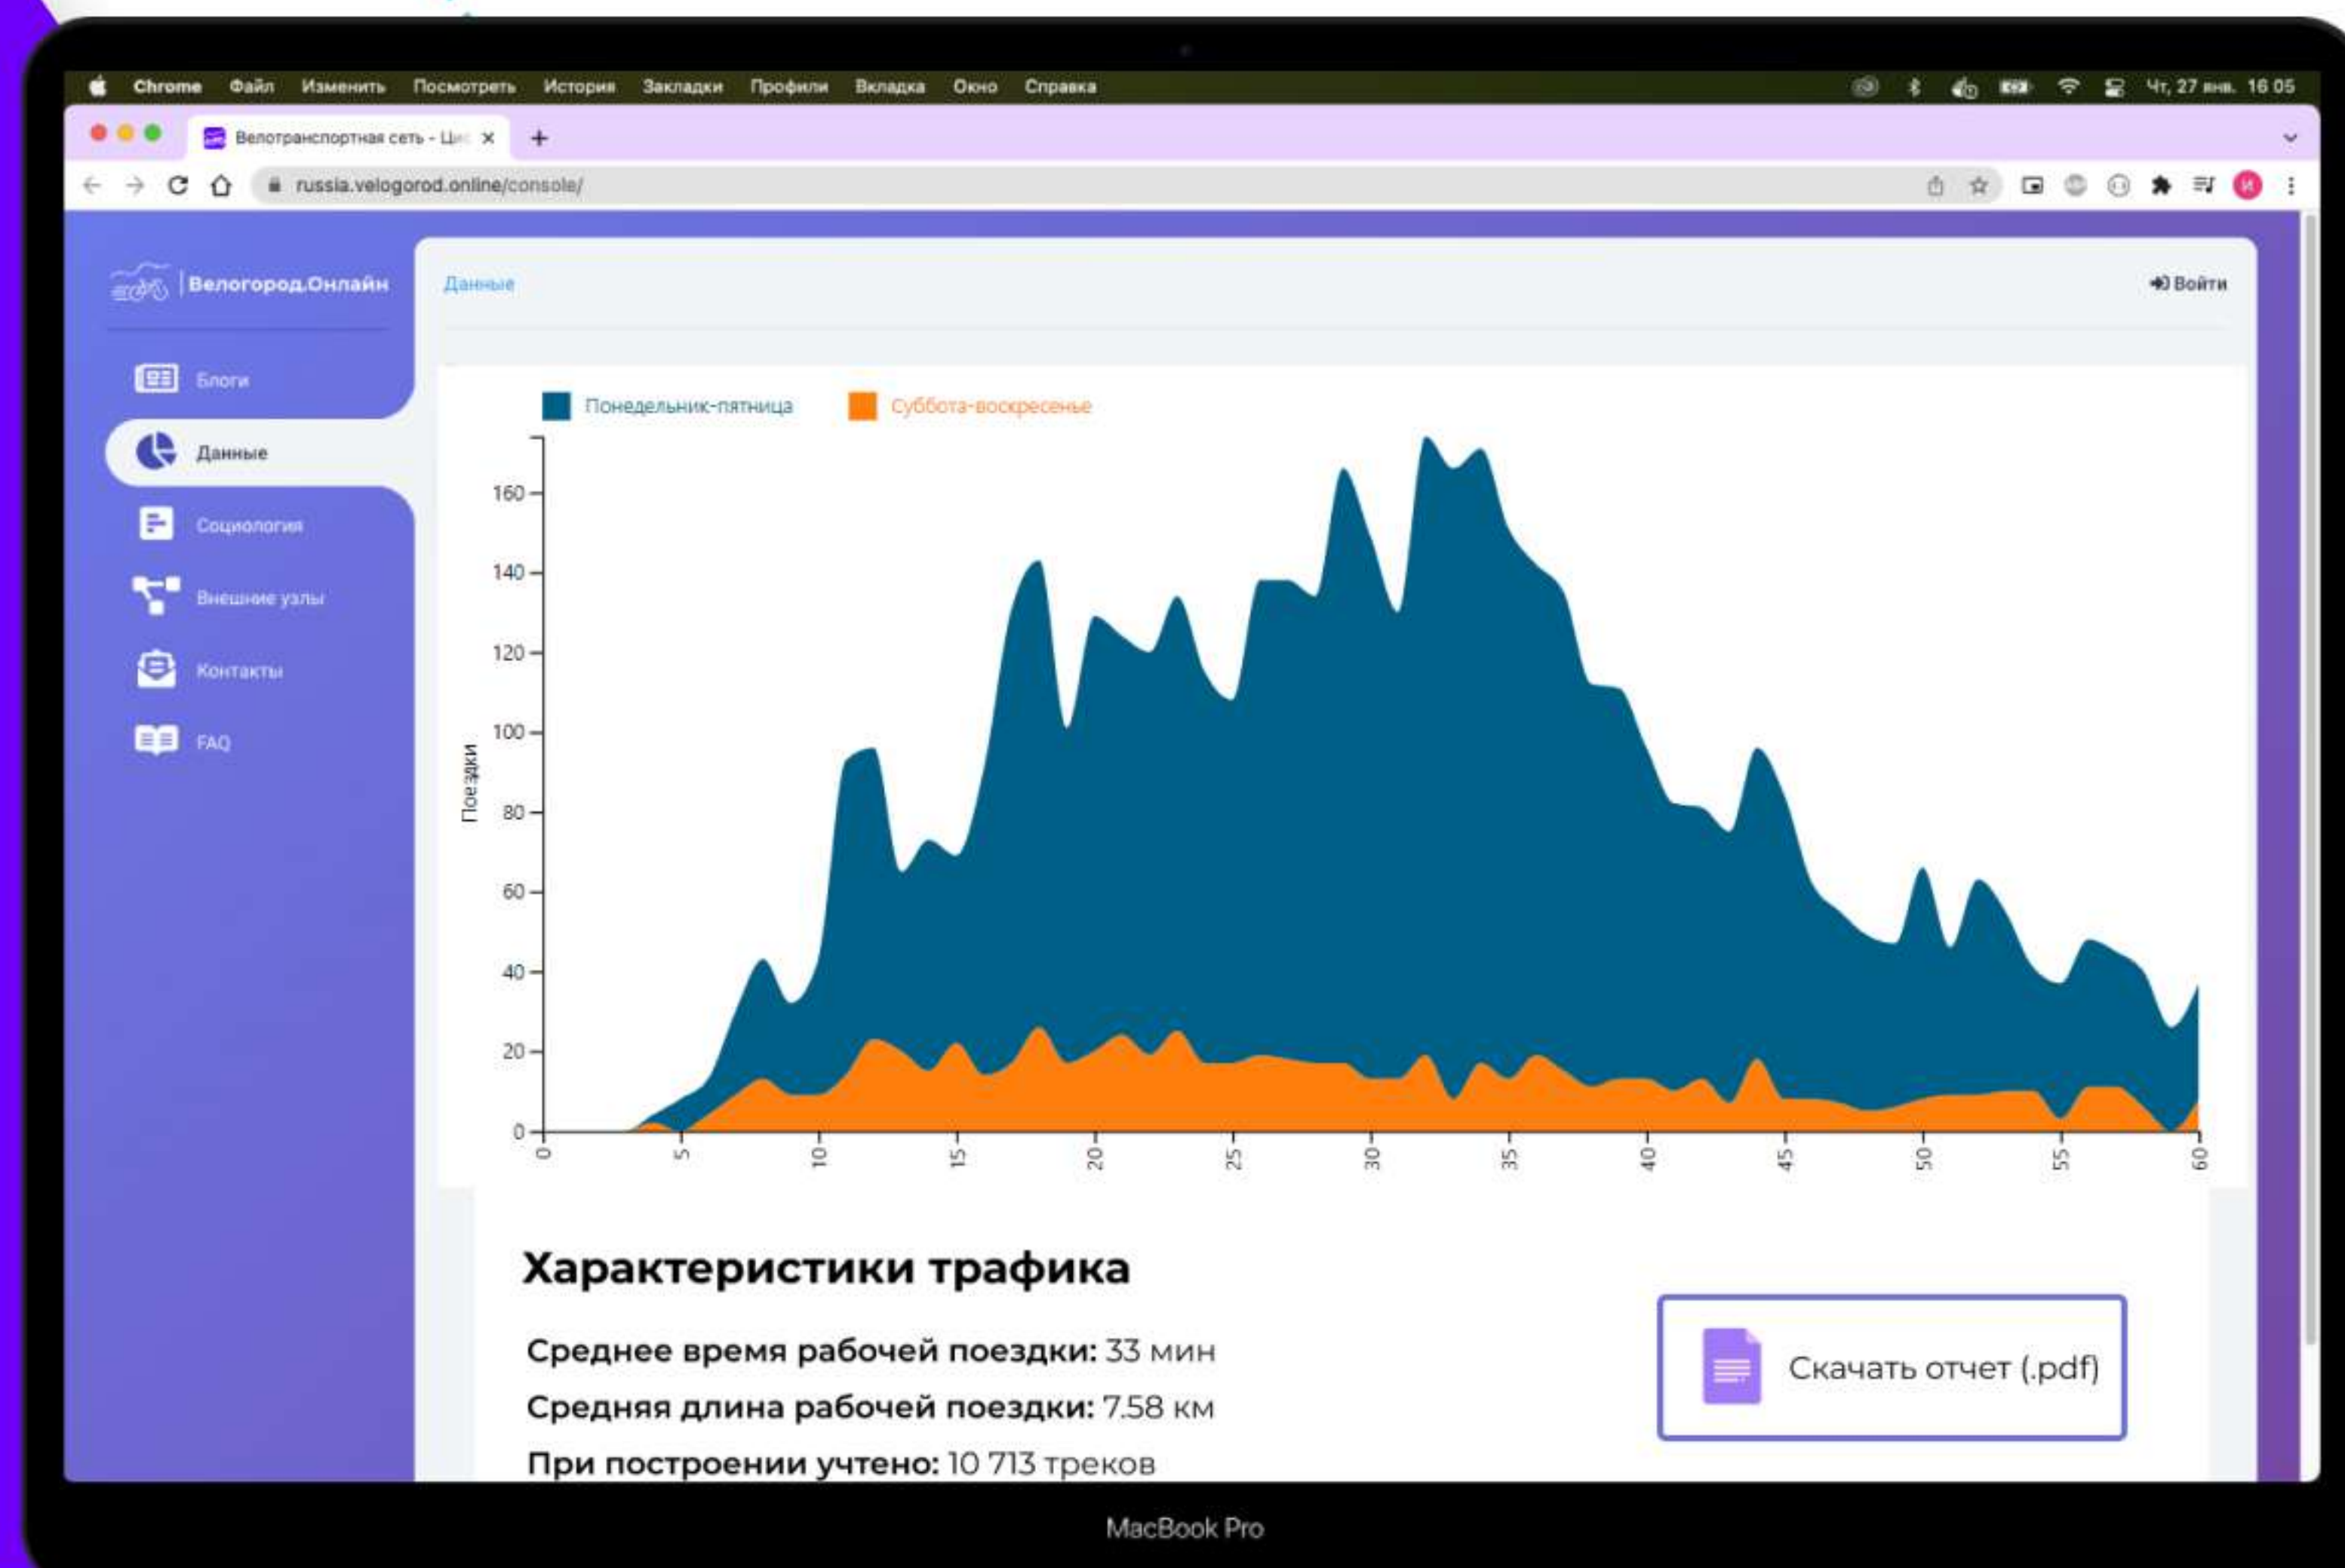 Chrome Файл Изменить Посмотреть История Закладки Профили Вкладка Окно Справка Чт, 27 янв. 16 05
Велотранспортная сеть - Ци
russia.velogorod.online/console/
И
Велогород.Онлайн
Данные
Войти
Блоги
Данные
Социология
Внешние узлы
Контакты
FAQ
Понедельник-пятница Суббота-воскресенье
Поездки
160
140
120
100
80
60
40
20
0
0 5 10 15 20 25 30 35 40 45 50 55 60
Характеристики трафика
Среднее время рабочей поездки: 33 мин
Средняя длина рабочей поездки: 7.58 км
При построении учтено: 10 713 треков
Скачать отчет (.pdf)
MacBook Pro